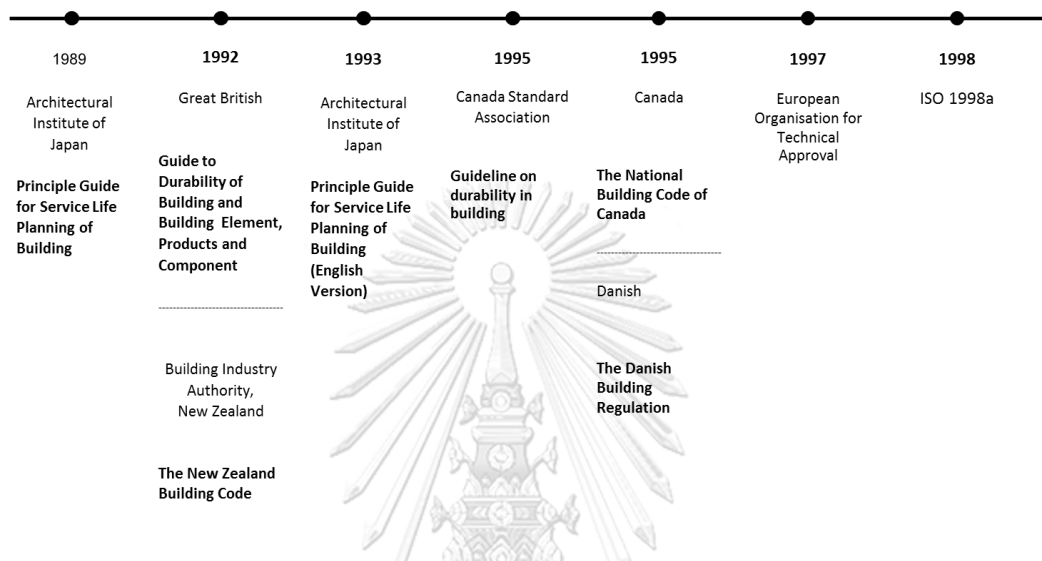 1989
Architectural
Institute of
Japan
Principle Guide
for Service Life
Planning of
Building
1992
Great British
Guide to
Durability of
Building and
Building Element,
Products and
Component
Building Industry
Authority,
New Zealand
The New Zealand
Building Code
1993
Architectural
Institute of
Japan
Principle Guide
for Service Life
Planning of
Building
(English
Version)
1995
Canada Standard
Association
Guideline on
durability in
building
1995
Canada
The National
Building Code of
Canada
Danish
The Danish
Building
Regulation
1997
European
Organisation for
Technical
Approval
1998
ISO 1998a